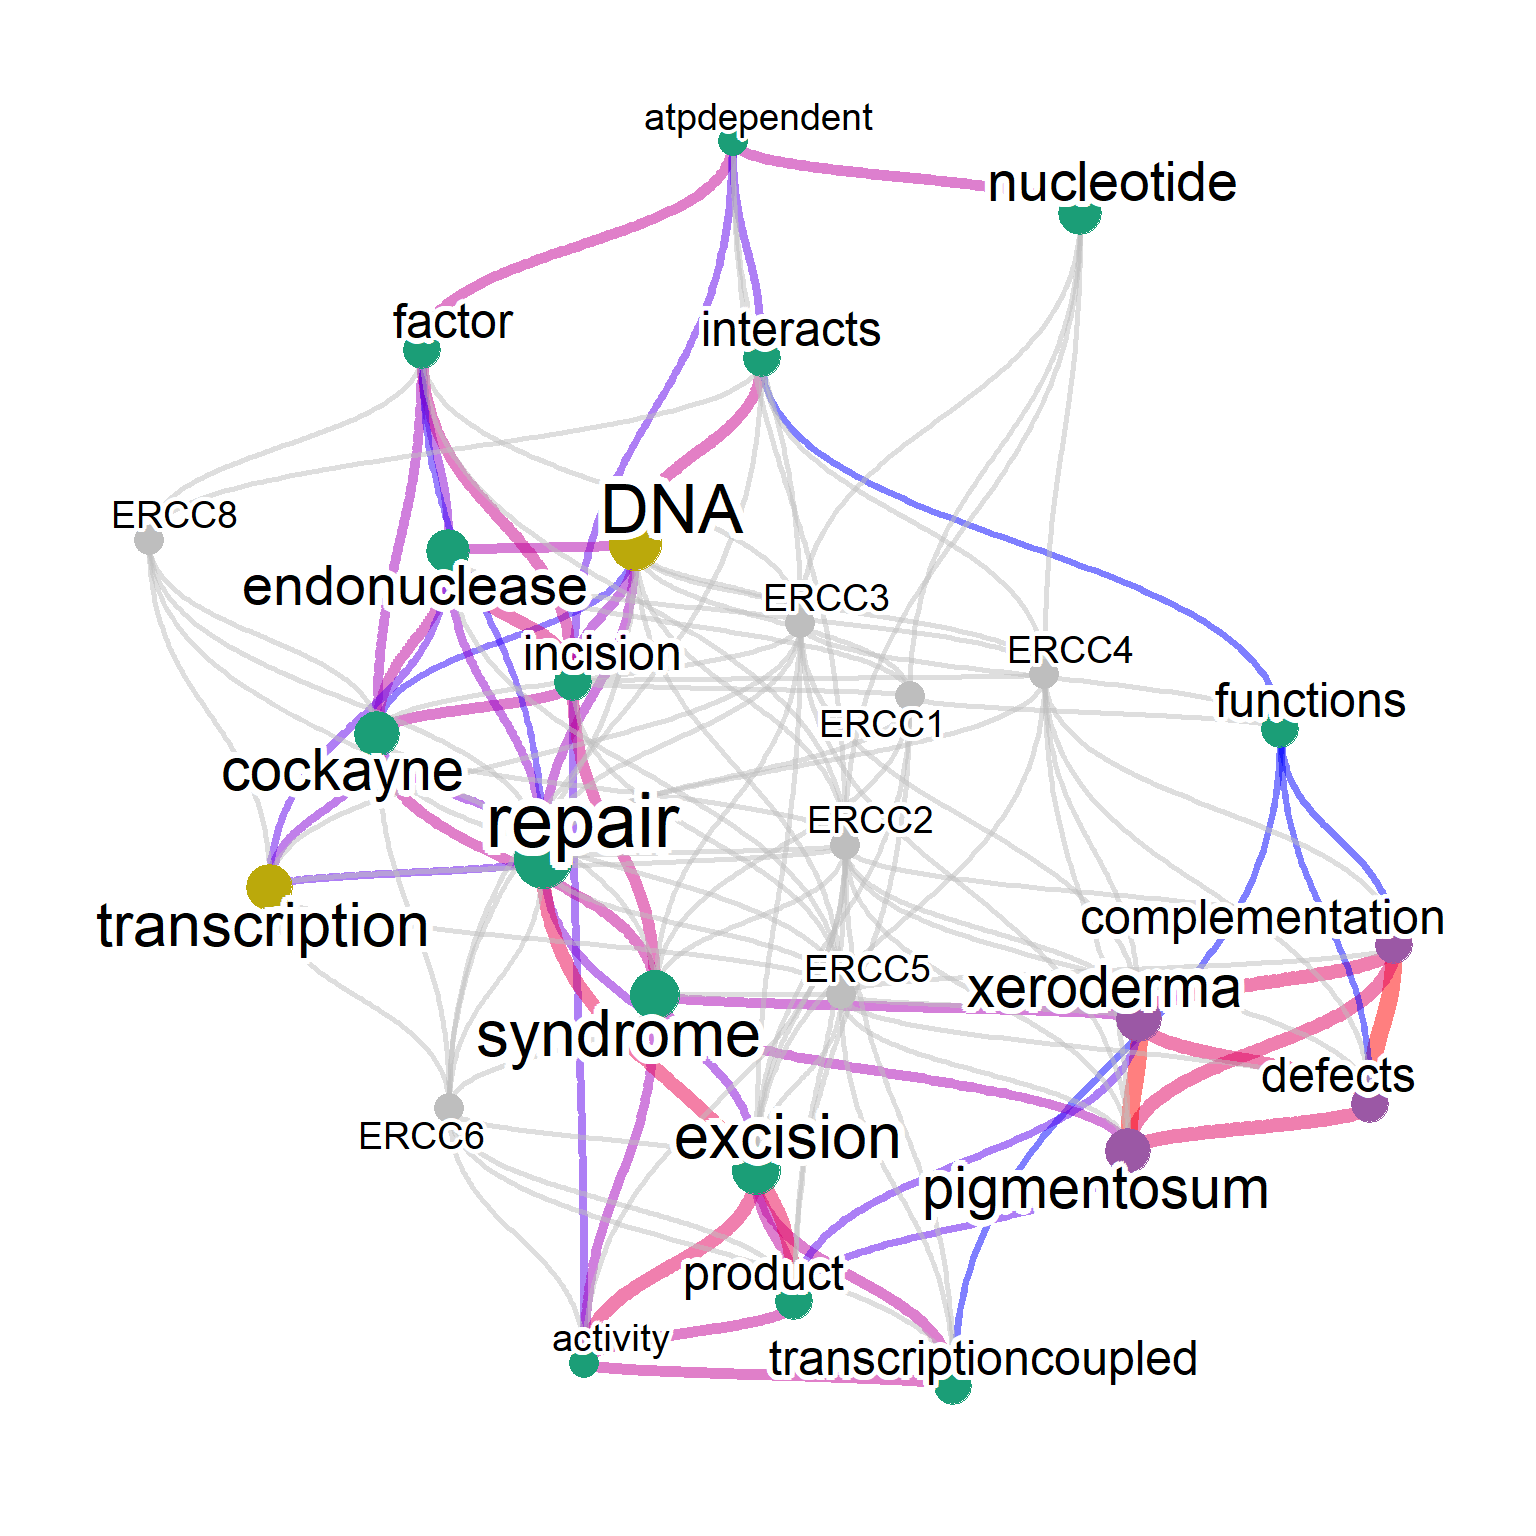 atpdependent
nucleotide
factor
interacts
DNA
ERCC8
endonuclease
ERCC3
incision
ERCC4
functions
ERCC1
cockayne
repair
ERCC2
transcription
complementation
ERCC5
xeroderma
syndrome
defects
ERCC6
excision
pigmentosum
product
activity
transcriptioncoupled